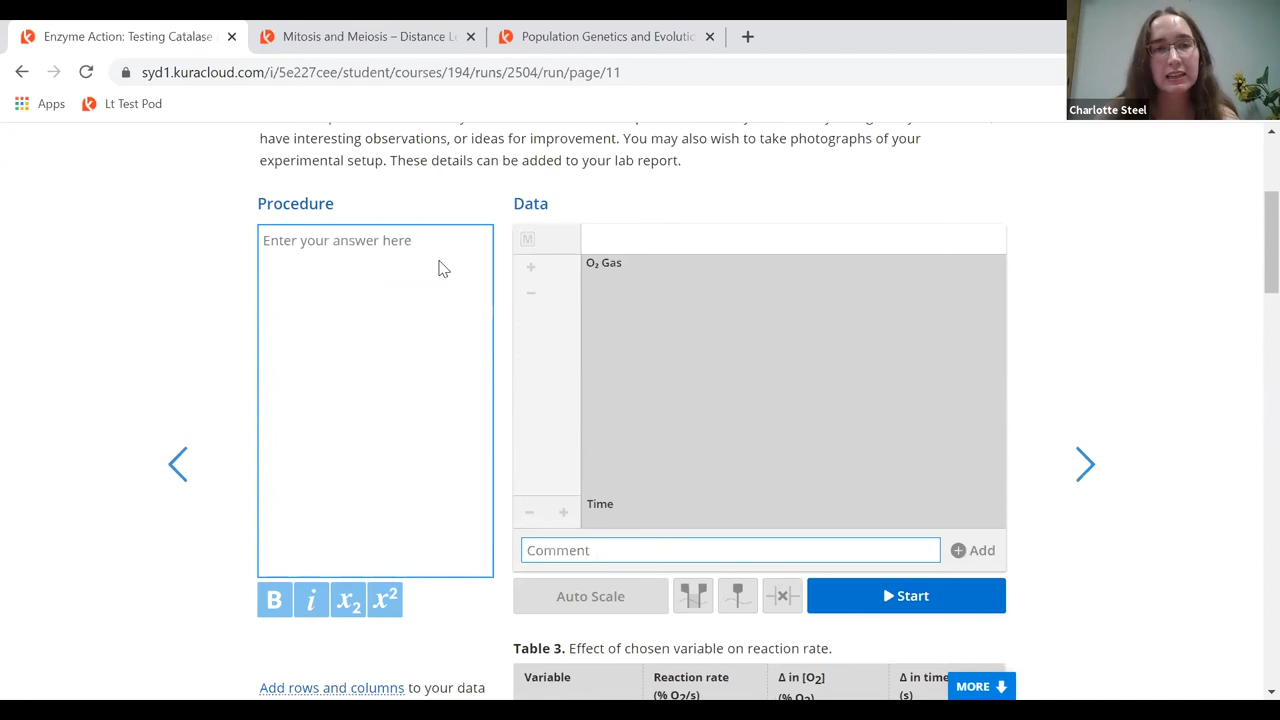 Enzyme Action: Testing Catalase
Mitosis and Meiosis – Distance Le
Population Genetics and Evolutio
syd1.kuracloud.com/i/5e227cee/student/courses/194/runs/2504/run/page/11
Apps
Lt Test Pod
Charlotte Steel
have interesting observations, or ideas for improvement. You may also wish to take photographs of your
experimental setup. These details can be added to your lab report.
Procedure
Data
Enter your answer here
M
O₂ Gas
Time
Comment
Add
B i x₂ x²
Auto Scale
Start
Table 3. Effect of chosen variable on reaction rate.
Variable
Reaction rate
(% O₂/s)
Δ in [O₂]
(% O₂)
Δ in time
(s)
Add rows and columns to your data
MORE